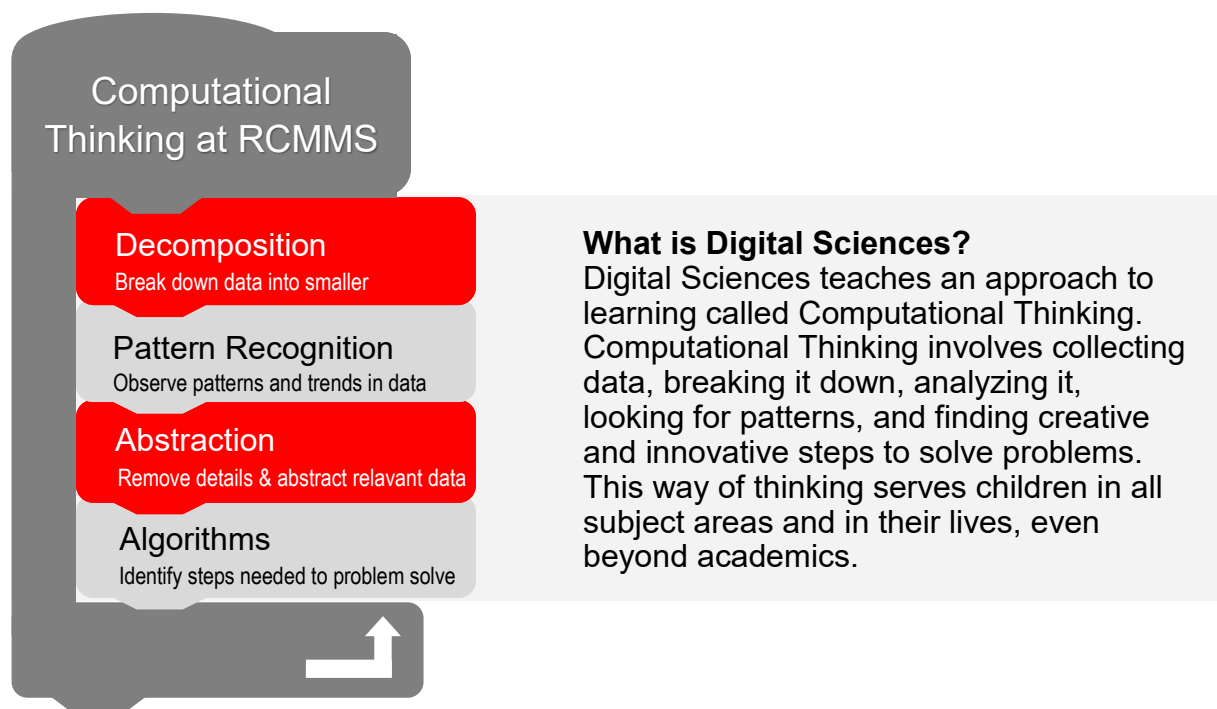 Computational
Thinking at RCMMS
Decomposition
Break down data into smaller
Pattern Recognition
Observe patterns and trends in data
Abstraction
Remove details & abstract relavant data
Algorithms
Identify steps needed to problem solve
What is Digital Sciences?
Digital Sciences teaches an approach to
learning called Computational Thinking.
Computational Thinking involves collecting
data, breaking it down, analyzing it,
looking for patterns, and finding creative
and innovative steps to solve problems.
This way of thinking serves children in all
subject areas and in their lives, even
beyond academics.